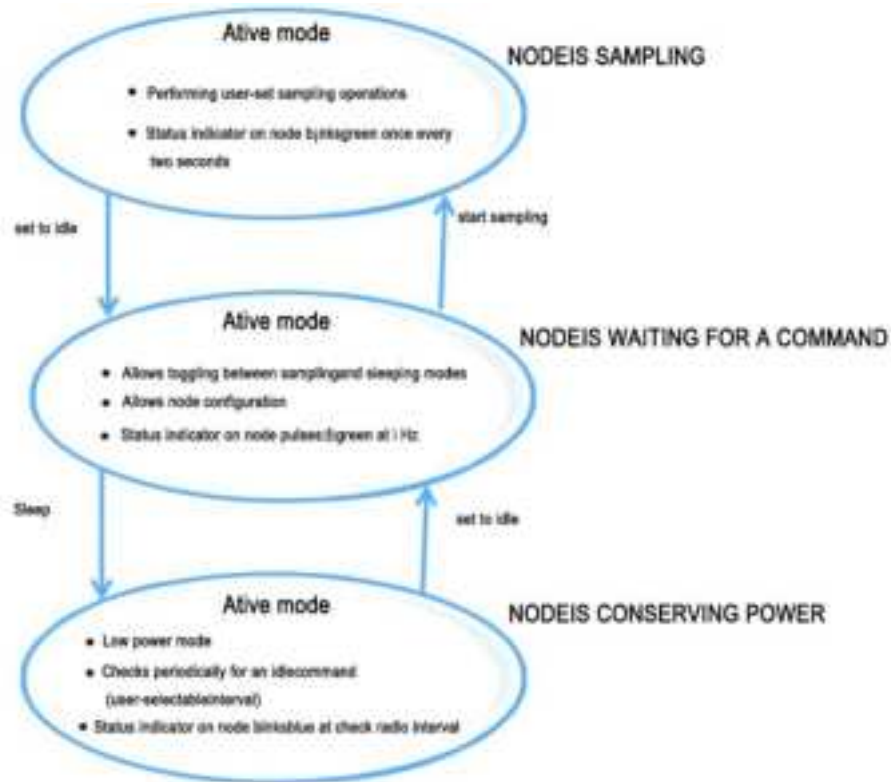 Ative mode
NODEIS SAMPLING
• Performing user-set sampling operations
• Status indicator on node bjnksgreen once every
two seconds
set to idle
start sampling
Ative mode
NODEIS WAITING FOR A COMMAND
• Allows toggling between samplingand sleeping modes
• Allows node configuration
• Status indicator on node green at Hz
Sleep
set to idle
Ative mode
NODEIS CONSERVING POWER
• Low power mode
• Checks periodically for an idlecommand
(user-selectableinterval)
• Status indicator on node blinksblue at check radio interval